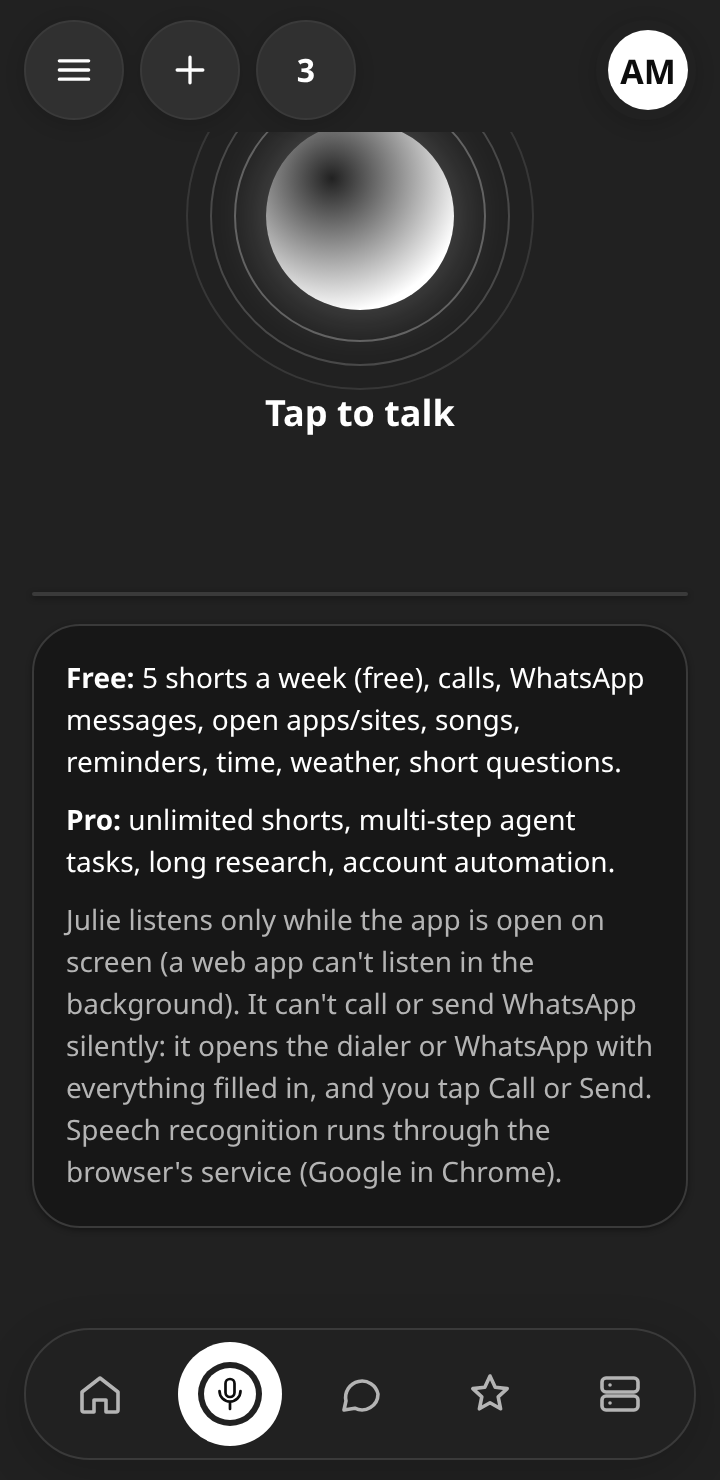 3
AM
Tap to talk
Free: 5 shorts a week (free), calls, WhatsApp
messages, open apps/sites, songs,
reminders, time, weather, short questions.
Pro: unlimited shorts, multi-step agent
tasks, long research, account automation.
Julie listens only while the app is open on
screen (a web app can't listen in the
background). It can't call or send WhatsApp
silently: it opens the dialer or WhatsApp with
everything filled in, and you tap Call or Send.
Speech recognition runs through the
browser's service (Google in Chrome).